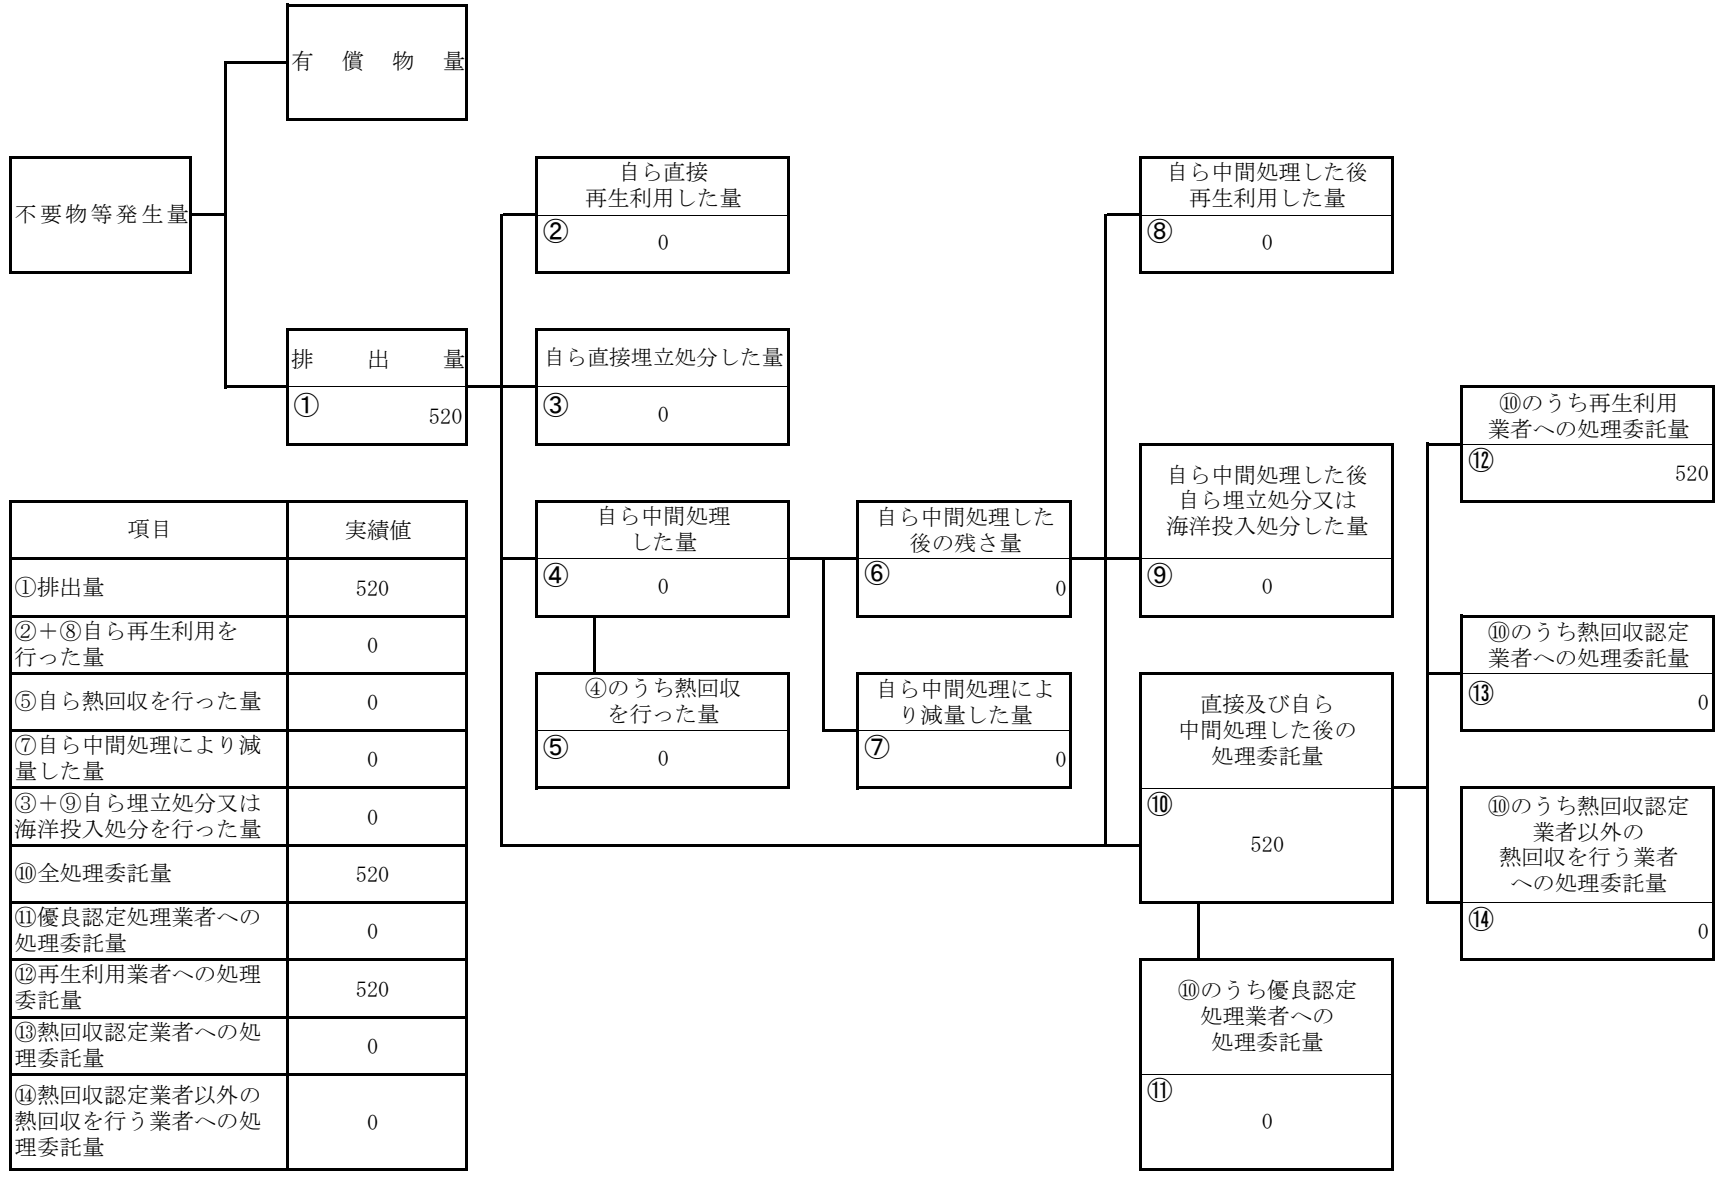 有償物量
不要物等発生量
排出量
①
520
自ら直接
再生利用した量
②
0
自ら直接埋立処分した量
③
0
自ら中間処理
した量
④
0
④のうち熱回収
を行った量
⑤
0
自ら中間処理した
後の残さ量
⑥
0
自ら中間処理によ
り減量した量
⑦
0
自ら中間処理した後
再生利用した量
⑧
0
自ら中間処理した後
自ら埋立処分又は
海洋投入処分した量
⑨
0
直接及び自ら
中間処理した後の
処理委託量
⑩
520
⑩のうち優良認定
処理業者への
処理委託量
⑪
0
⑩のうち再生利用
業者への処理委託量
⑫
520
⑩のうち熱回収認定
業者への処理委託量
⑬
0
⑩のうち熱回収認定
業者以外の
熱回収を行う業者
への処理委託量
⑭
0
項目 実績値
①排出量 520
②+⑧自ら再生利用を
行った量 0
⑤自ら熱回収を行った量 0
⑦自ら中間処理により減
量した量 0
③+⑨自ら埋立処分又は
海洋投入処分を行った量 0
⑩全処理委託量 520
⑪優良認定処理業者への
処理委託量 0
⑫再生利用業者への処理
委託量 520
⑬熱回収認定業者への処
理委託量 0
⑭熱回収認定業者以外の
熱回収を行う業者への処
理委託量 0